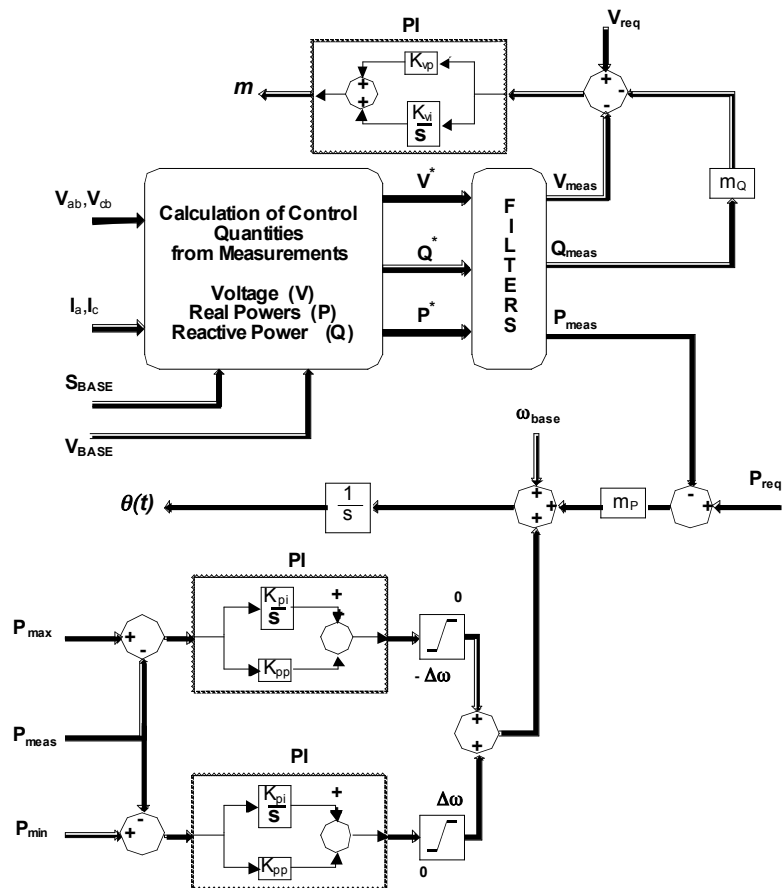 PI
V_req
K_vp
+
+
m
K_vi
s
+
-
-
V_ab,V_cb
I_a,I_c
S_BASE
V_BASE
Calculation of Control
Quantities
from Measurements
Voltage (V)
Real Powers (P)
Reactive Power (Q)
V*
Q*
P*
FILTERS
V_meas
Q_meas
P_meas
m_Q
ω_base
P_req
θ(t)
1
s
+
+
+
m_P
-
+
PI
P_max
+
-
K_pi
s
K_pp
+
+
0
- Δω
P_meas
+
+
PI
P_min
+
-
K_pi
s
K_pp
+
Δω
0